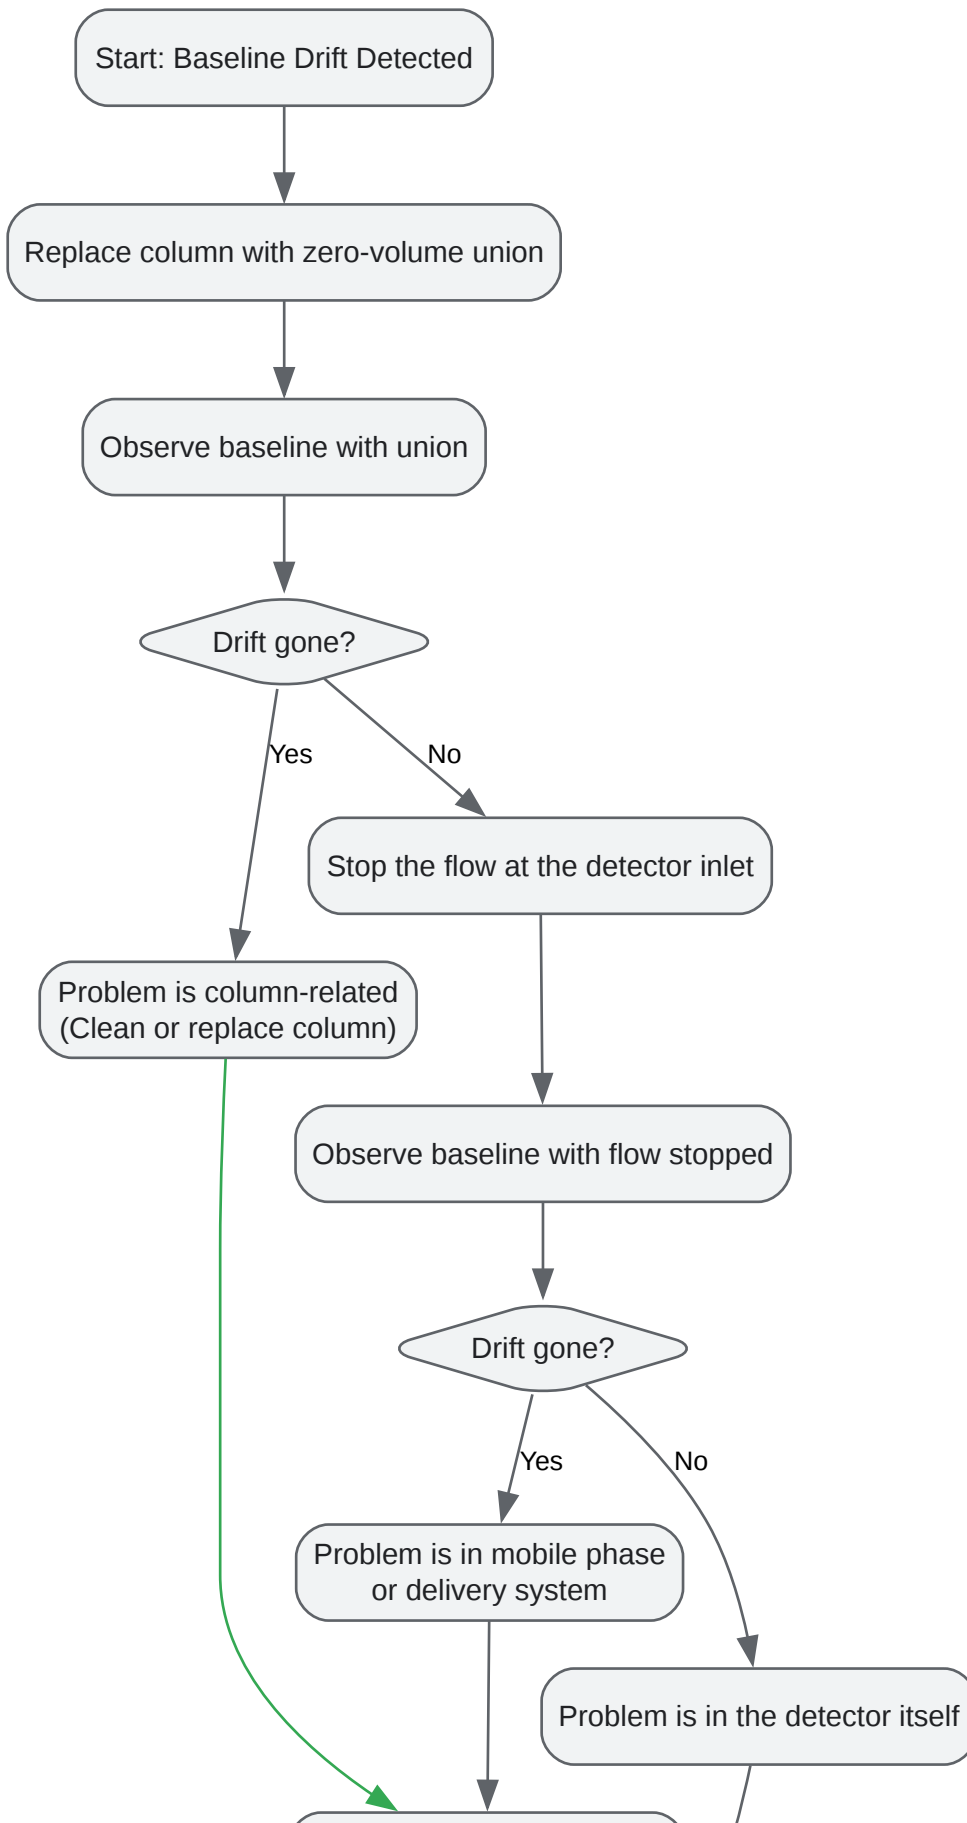 Start: Baseline Drift Detected
Replace column with zero-volume union
Observe baseline with union
Drift gone?
Yes
No
Stop the flow at the detector inlet
Problem is column-related
(Clean or replace column)
Observe baseline with flow stopped
Drift gone?
Yes
No
Problem is in mobile phase
or delivery system
Problem is in the detector itself